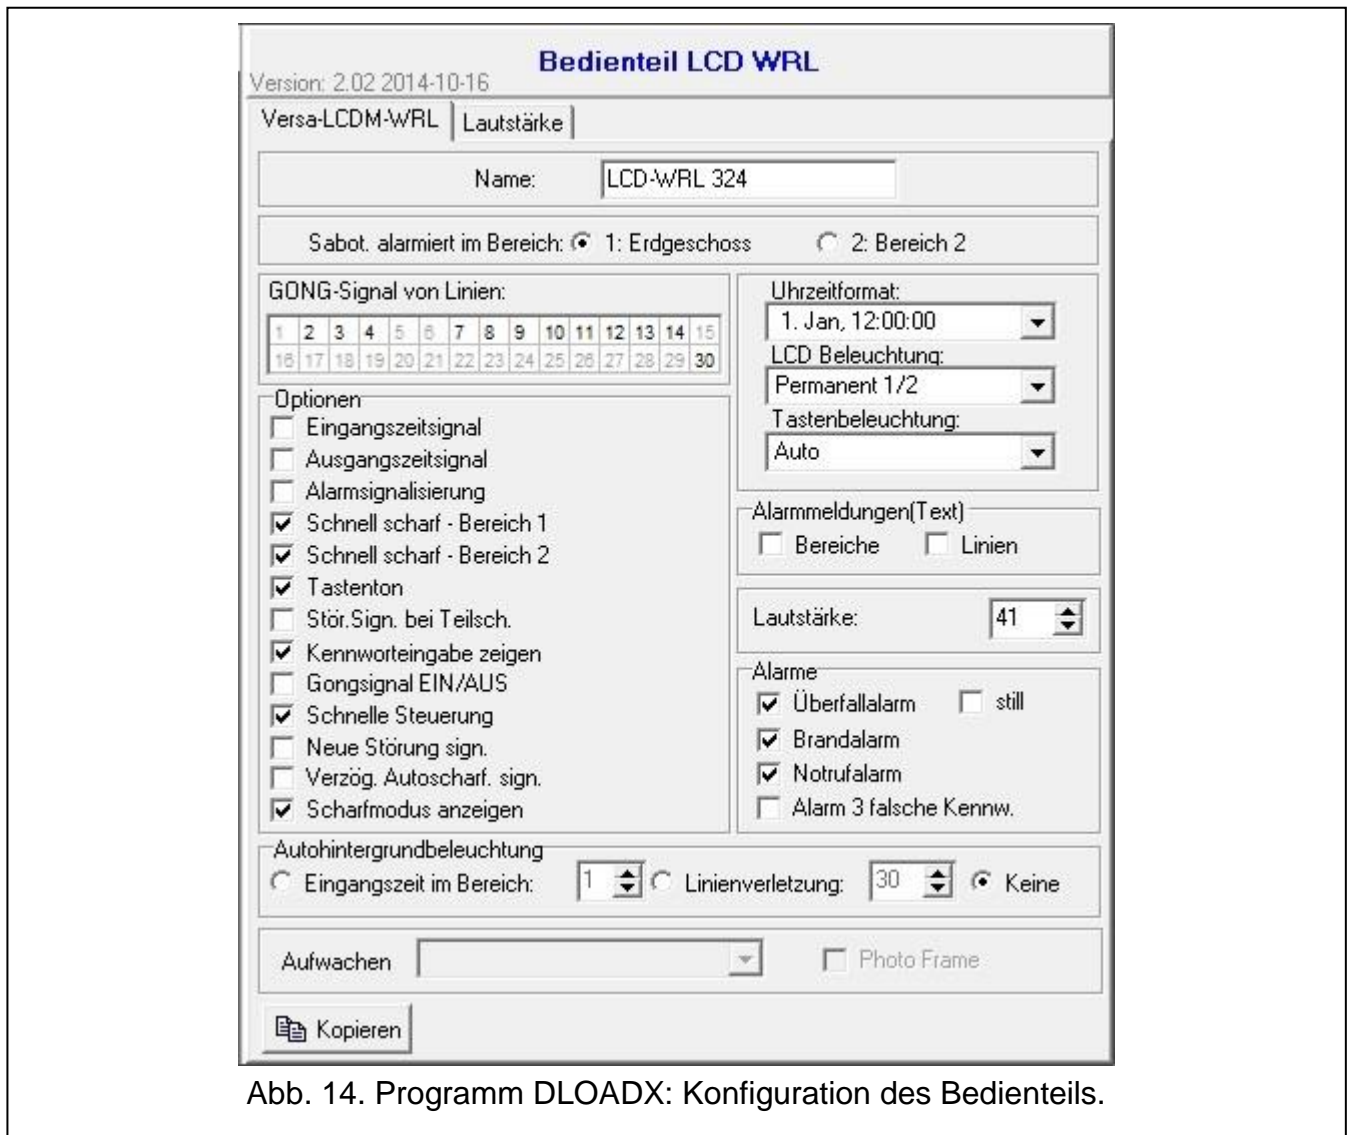 Bedienteil LCD WRL
Version: 2.02 2014-10-16
Versa-LCDM-WRL Lautstärke
Name: LCD-WRL 324
Sabot. alarmiert im Bereich: 1: Erdgeschoss 2: Bereich 2
GONG-Signal von Linien:
1 2 3 4 5 6 7 8 9 10 11 12 13 14 15
16 17 18 19 20 21 22 23 24 25 26 27 28 29 30
Optionen
Eingangszeitsignal
Ausgangszeitsignal
Alarmsignalisierung
Schnell scharf - Bereich 1
Schnell scharf - Bereich 2
Tastenton
Stör.Sign. bei Teilsch.
Kennworteingabe zeigen
Gongsignal EIN/AUS
Schnelle Steuerung
Neue Störung sign.
Verzög. Autoscharf. sign.
Scharfmodus anzeigen
Uhrzeitformat:
1. Jan, 12:00:00
LCD Beleuchtung:
Permanent 1/2
Tastenbeleuchtung:
Auto
Alarmmeldungen(Text)
Bereiche Linien
Lautstärke: 41
Alarme
Überfallalarm still
Brandalarm
Notrufalarm
Alarm 3 falsche Kennw.
Autohintergrundbeleuchtung
Eingangszeit im Bereich: 1 Linienverletzung: 30 Keine
Aufwachen Photo Frame
Kopieren
Abb. 14. Programm DLOADX: Konfiguration des Bedienteils.